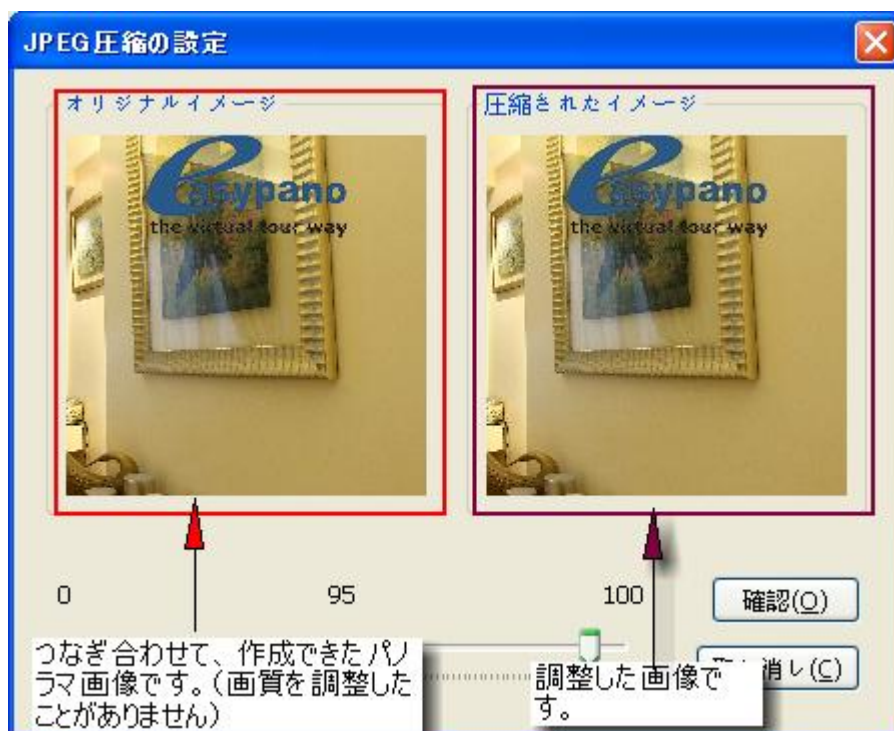 JPEG圧縮の設定
オリジナルイメージ
圧縮されたイメージ
easypano
the virtual tour way
easypano
the virtual tour way
0
95
100
確認(O)
消し(C)
つなぎ合わせて、作成できたパノ
ラマ画像です。(画質を調整した
ことがありません)
調整した画像で
す。